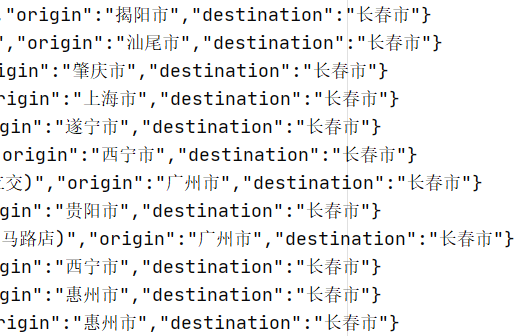 ,"origin":"揭阳市","destination":"长春市"}
","origin":"汕尾市","destination":"长春市"}
igin":"肇庆市","destination":"长春市"}
rigin":"上海市","destination":"长春市"}
gin":"遂宁市","destination":"长春市"}
origin":"西宁市","destination":"长春市"}
立交)","origin":"广州市","destination":"长春市"}
gin":"贵阳市","destination":"长春市"}
马路店)","origin":"广州市","destination":"长春市"}
gin":"西宁市","destination":"长春市"}
gin":"惠州市","destination":"长春市"}
rigin":"惠州市","destination":"长春市"}